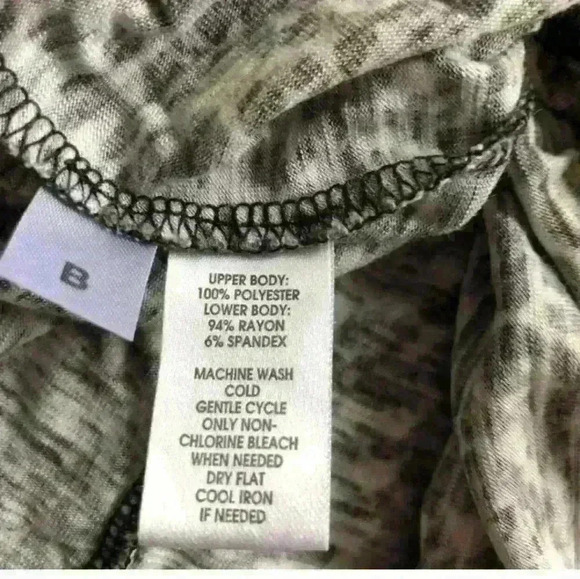 B
UPPER BODY:
100% POLYESTER
LOWER BODY:
94% RAYON
6% SPANDEX
MACHINE WASH
COLD
GENTLE CYCLE
ONLY NON-
CHLORINE BLEACH
WHEN NEEDED
DRY FLAT
COOL IRON
IF NEEDED